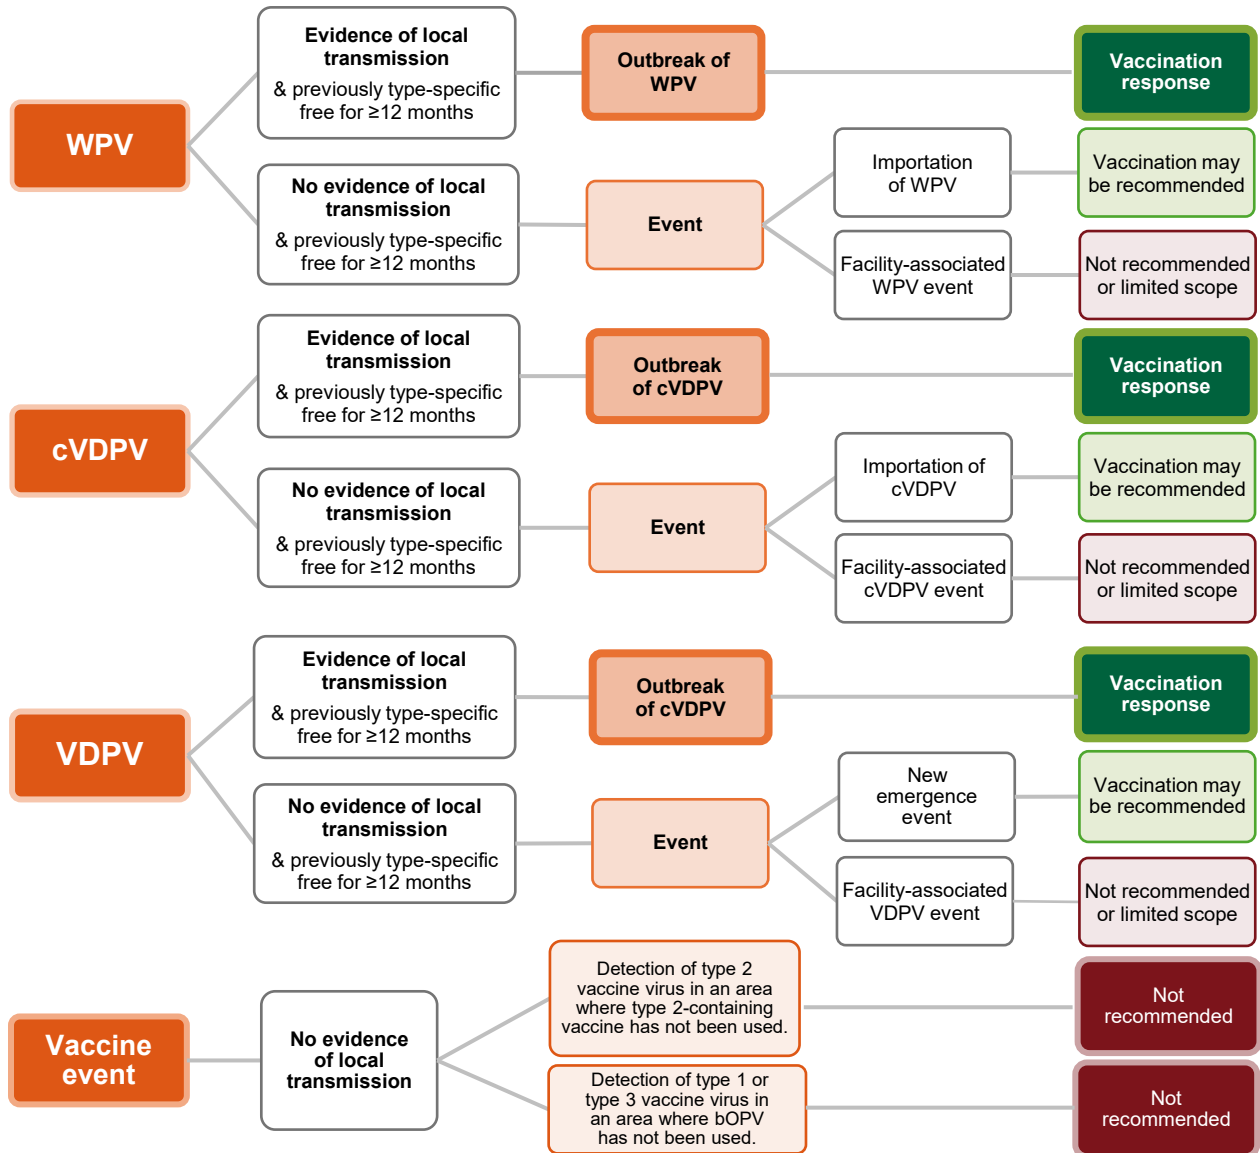 WPV
Evidence of local
transmission
& previously type-specific
free for ≥12 months
Outbreak of
WPV
Vaccination
response
No evidence of local
transmission
& previously type-specific
free for ≥12 months
Event
Importation
of WPV
Vaccination may
be recommended
Facility-associated
WPV event
Not recommended
or limited scope
cVDPV
Evidence of local
transmission
& previously type-specific
free for ≥12 months
Outbreak
of cVDPV
Vaccination
response
No evidence of local
transmission
& previously type-specific
free for ≥12 months
Event
Importation of
cVDPV
Vaccination may
be recommended
Facility-associated
cVDPV event
Not recommended
or limited scope
VDPV
Evidence of local
transmission
& previously type-specific
free for ≥12 months
Outbreak
of cVDPV
Vaccination
response
No evidence of local
transmission
& previously type-specific
free for ≥12 months
Event
New
emergence
event
Vaccination may
be recommended
Facility-associated
VDPV event
Not recommended
or limited scope
Vaccine
event
No evidence
of local
transmission
Detection of type 2
vaccine virus in an area
where type 2-containing
vaccine has not been used.
Not
recommended
Detection of type 1 or
type 3 vaccine virus in
an area where bOPV
has not been used.
Not
recommended